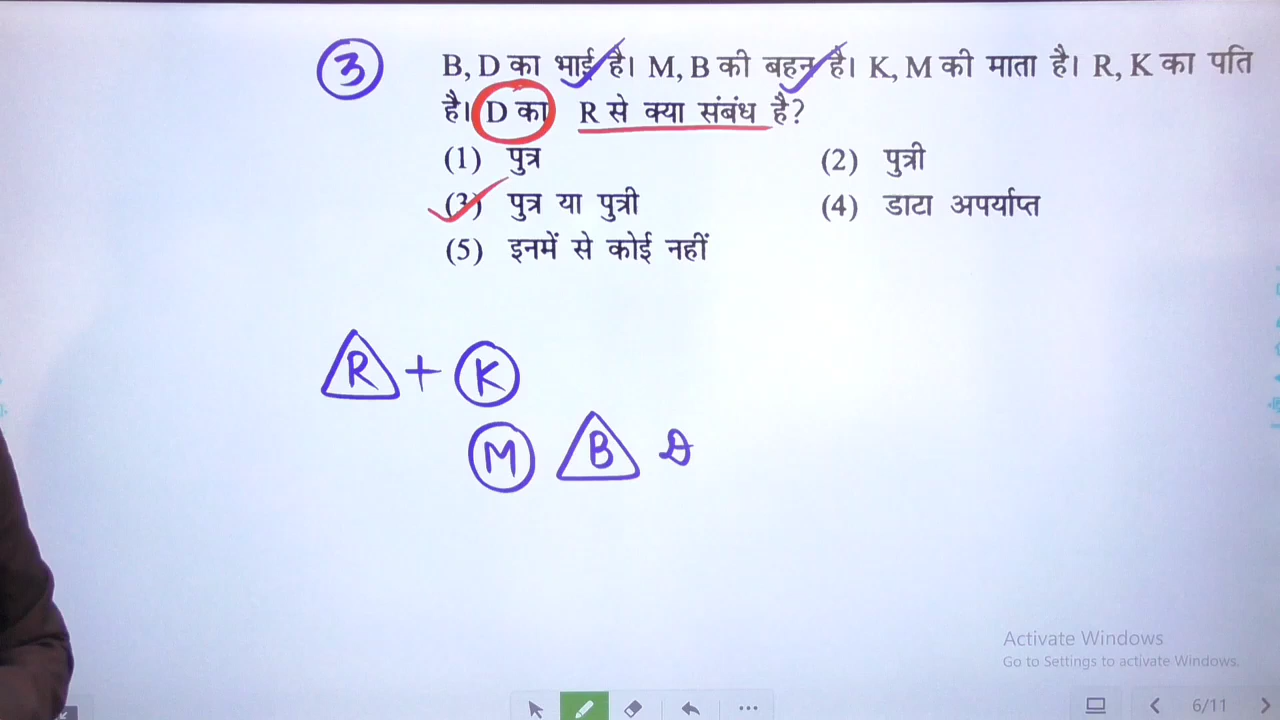 3 B, D का भाई है। M, B की बहन है। K, M की माता है। R, K का पति
है। D का R से क्या संबंध है?
(1) पुत्र (2) पुत्री
(3) पुत्र या पुत्री (4) डाटा अपर्याप्त
(5) इनमें से कोई नहीं
R + K
M B D
Activate Windows
Go to Settings to activate Windows.
6/11